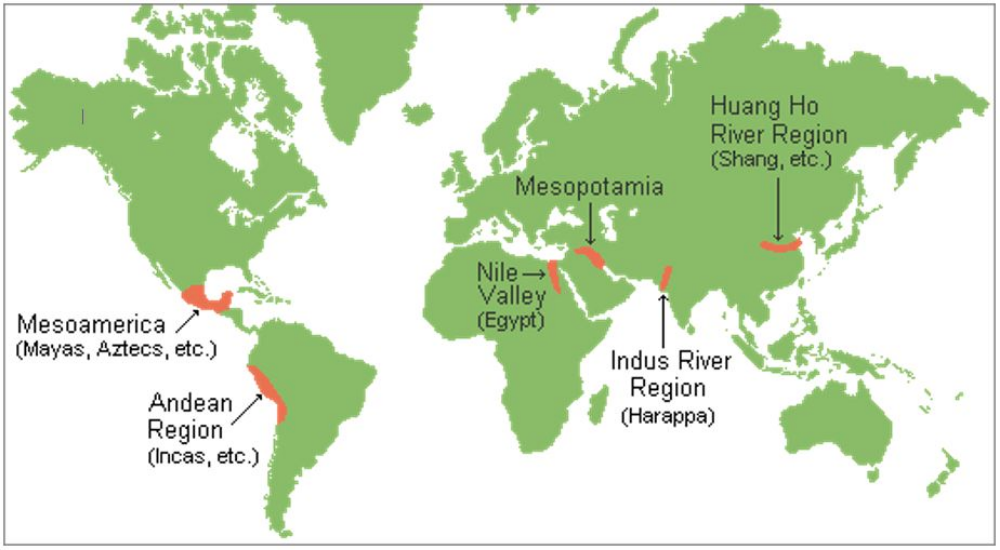 Huang Ho
River Region
(Shang, etc.)
Mesopotamia
Nile
Valley
(Egypt)
Indus River
Region
(Harappa)
Mesoamerica
(Mayas, Aztecs, etc.)
Andean
Region
(Incas, etc.)